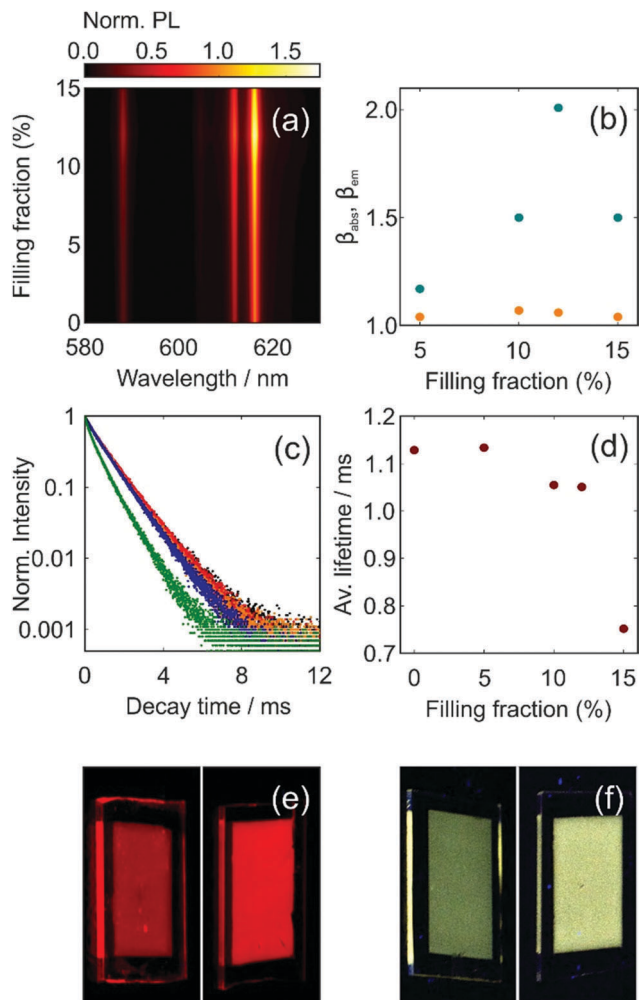 Norm. PL
0.0 0.5 1.0 1.5
(a)
Filling fraction (%)
15
10
5
0
580 600 620
Wavelength / nm
(b)
βabs, βem
2.0
1.5
1.0
5 10 15
Filling fraction (%)
(c)
Norm. Intensity
1
0.1
0.01
0.001
0 4 8 12
Decay time / ms
(d)
Av. lifetime / ms
1.2
1.1
1.0
0.9
0.8
0.7
0 5 10 15
Filling fraction (%)
(e)
(f)